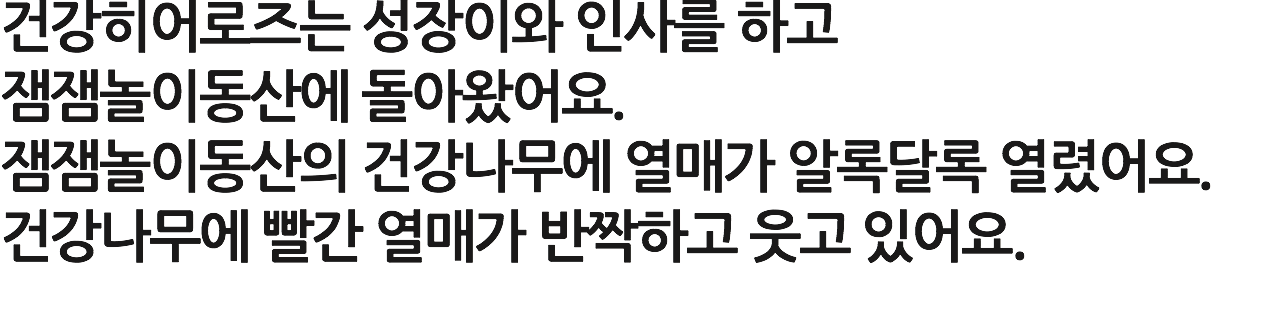 건강히어로즈는 성장이와 인사를 하고
잼잼놀이동산에 돌아왔어요.
잼잼놀이동산의 건강나무에 열매가 알록달록 열렸어요.
건강나무에 빨간 열매가 반짝하고 웃고 있어요.